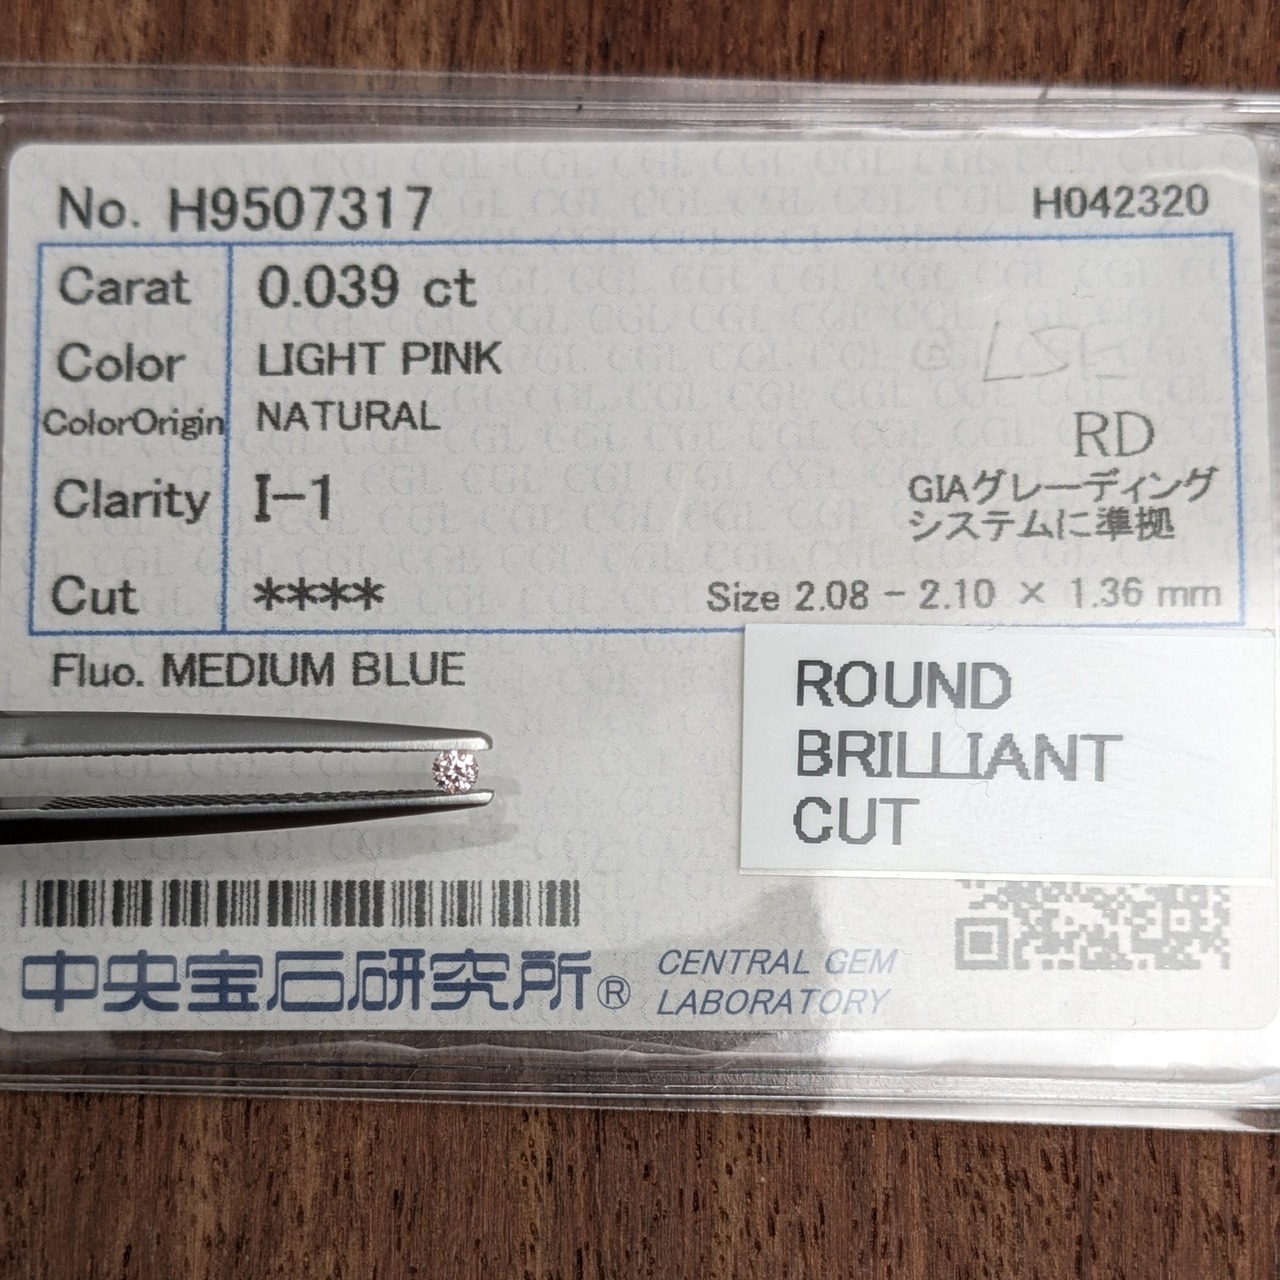 No. H9507317
H042320
Carat 0.039 ct
Color LIGHT PINK
ColorOrigin NATURAL
RD
Clarity I-1
GIAグレーディング
システムに準拠
Cut ****
Size 2.08 - 2.10 × 1.36 mm
Fluo. MEDIUM BLUE
ROUND
BRILLIANT
CUT
中央宝石研究所®
CENTRAL GEM
LABORATORY